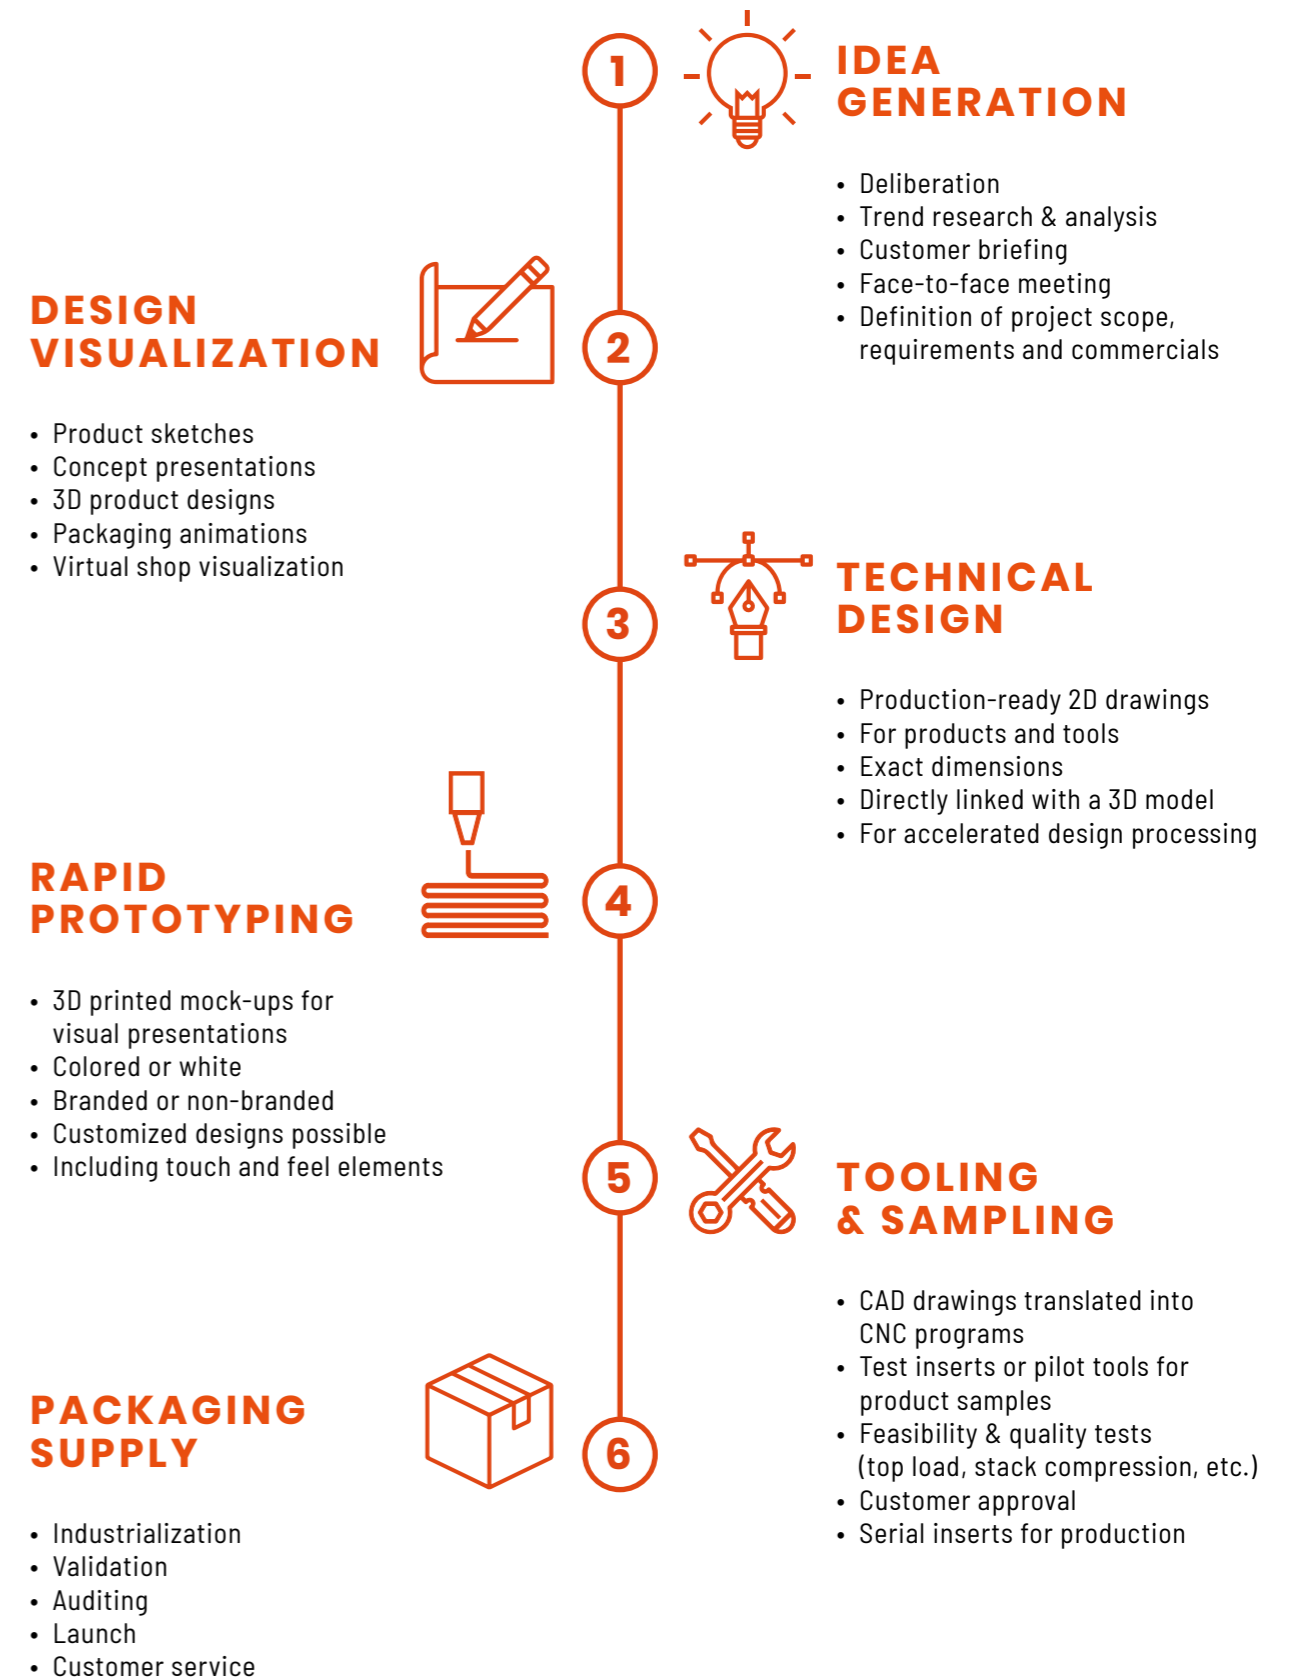 1
IDEA
GENERATION
• Deliberation
• Trend research & analysis
• Customer briefing
• Face-to-face meeting
• Definition of project scope,
requirements and commercials
DESIGN
VISUALIZATION
2
• Product sketches
• Concept presentations
• 3D product designs
• Packaging animations
• Virtual shop visualization
3
TECHNICAL
DESIGN
• Production-ready 2D drawings
• For products and tools
• Exact dimensions
• Directly linked with a 3D model
• For accelerated design processing
RAPID
PROTOTYPING
4
• 3D printed mock-ups for
visual presentations
• Colored or white
• Branded or non-branded
• Customized designs possible
• Including touch and feel elements
5
TOOLING
& SAMPLING
• CAD drawings translated into
CNC programs
• Test inserts or pilot tools for
product samples
• Feasibility & quality tests
(top load, stack compression, etc.)
• Customer approval
• Serial inserts for production
PACKAGING
SUPPLY
6
• Industrialization
• Validation
• Auditing
• Launch
• Customer service